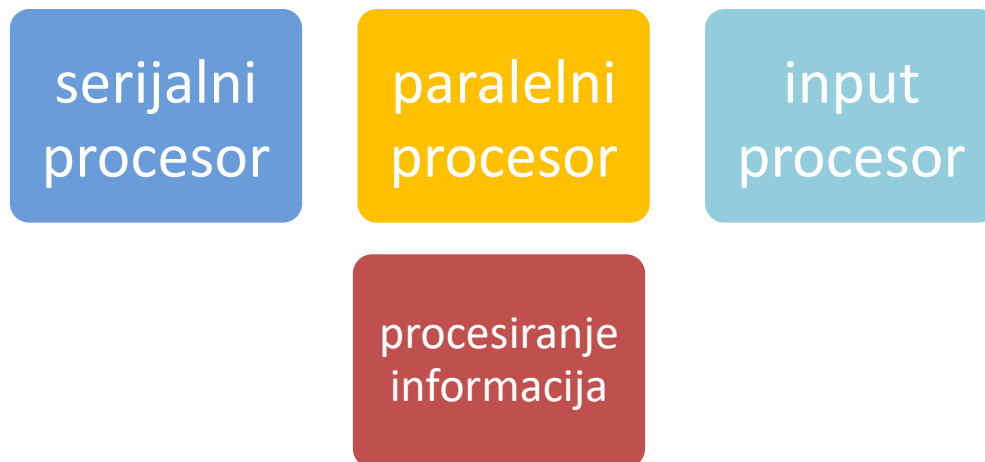 serijalni
procesor
paralelni
procesor
input
procesor
procesiranje
informacija